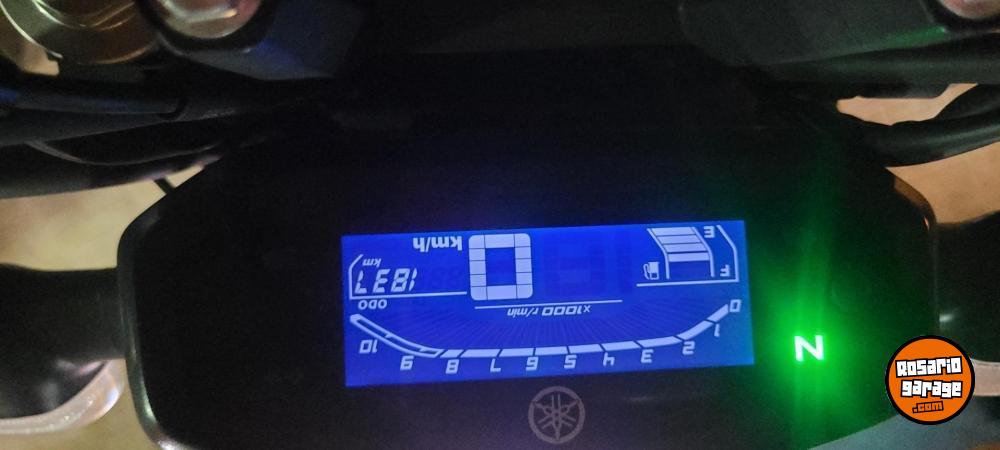 N
0 1 2 3 4 5 6 7 8 9 10
x1000 r/min
ODO
F
1837 km
E
0 km/h
Rosario
garage
.com